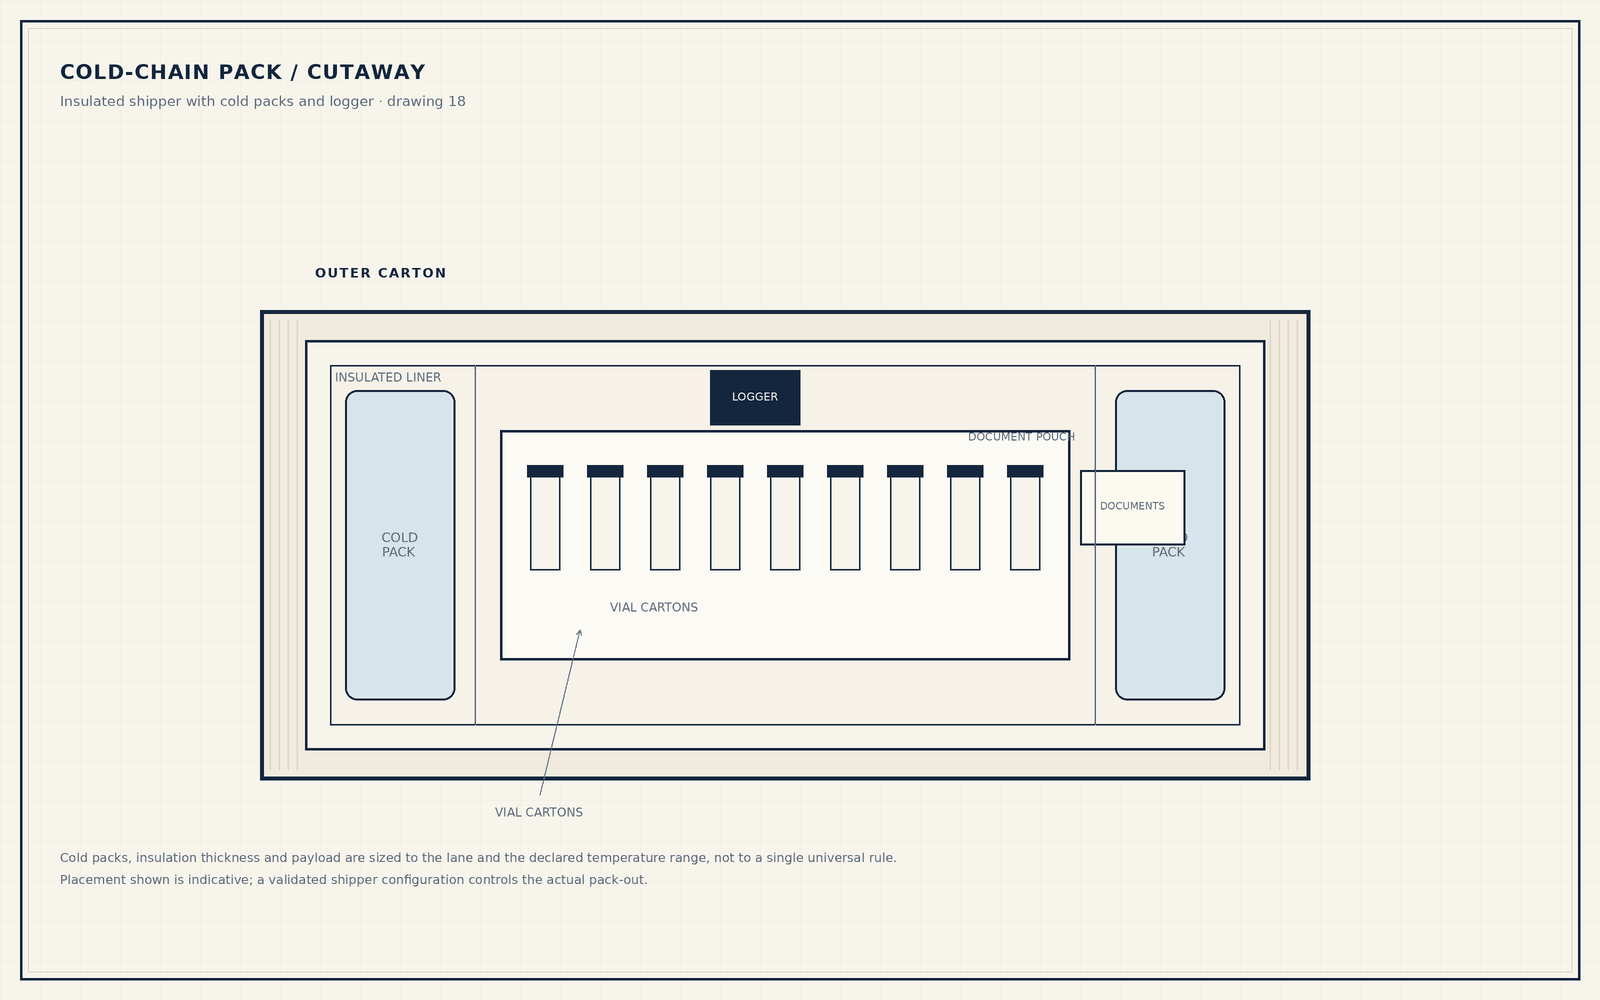 COLD-CHAIN PACK / CUTAWAY
Insulated shipper with cold packs and logger · drawing 18
OUTER CARTON
INSULATED LINER
LOGGER
DOCUMENT POUCH
DOCUMENTS
COLD
PACK
PACK
VIAL CARTONS
VIAL CARTONS
Cold packs, insulation thickness and payload are sized to the lane and the declared temperature range, not to a single universal rule.
Placement shown is indicative; a validated shipper configuration controls the actual pack-out.